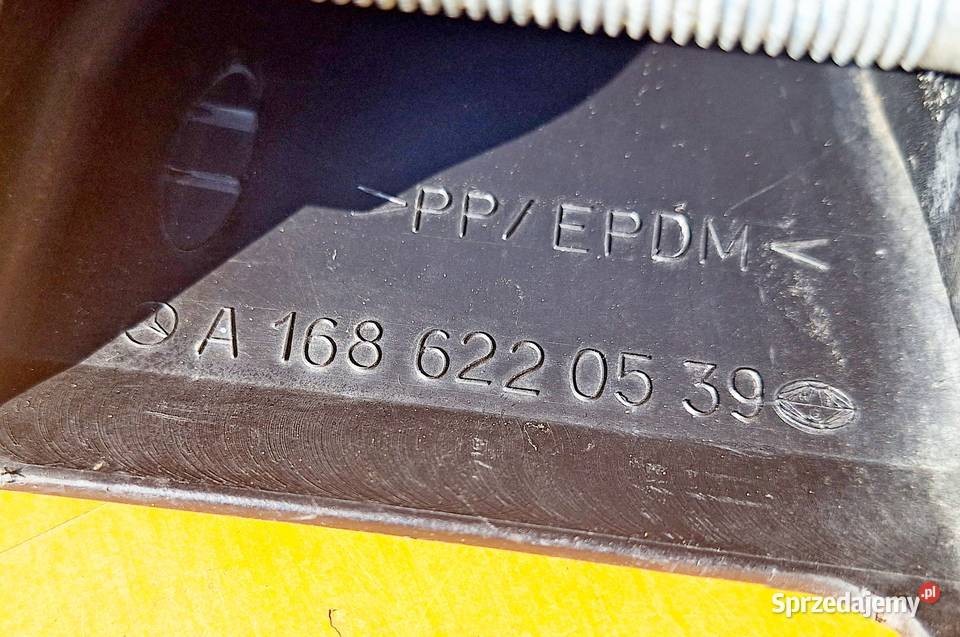 >PP/EPDM<
A 168 622 05 39
Sprzedajemy.pl